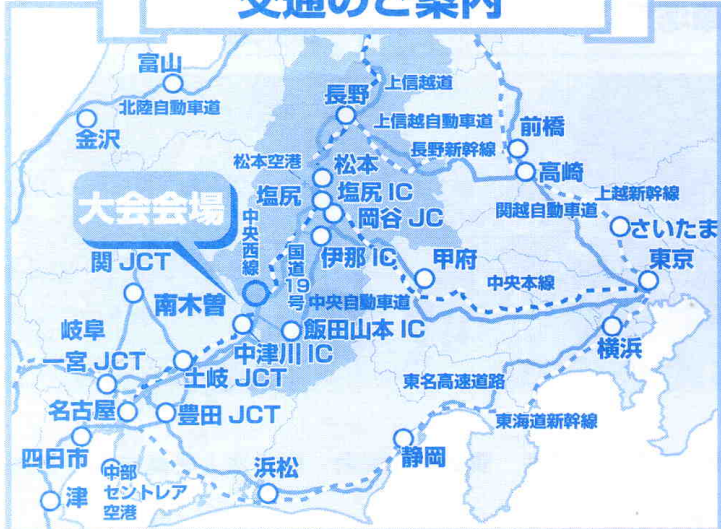 交通のご案内
富山
北陸自動車道
金沢
長野
上信越道
上信越自動車道
長野新幹線
前橋
高崎
松本空港
松本
塩尻
塩尻 IC
岡谷 JC
上越新幹線
関越自動車道
さいたま
大会会場
中央西線
国道19号
伊那 IC
甲府
中央本線
東京
関 JCT
南木曽
中央自動車道
飯田山本 IC
岐阜
中津川 IC
横浜
一宮 JCT
土岐 JCT
東名高速道路
名古屋
豊田 JCT
東海道新幹線
四日市
静岡
浜松
中部
セントレア
空港
津